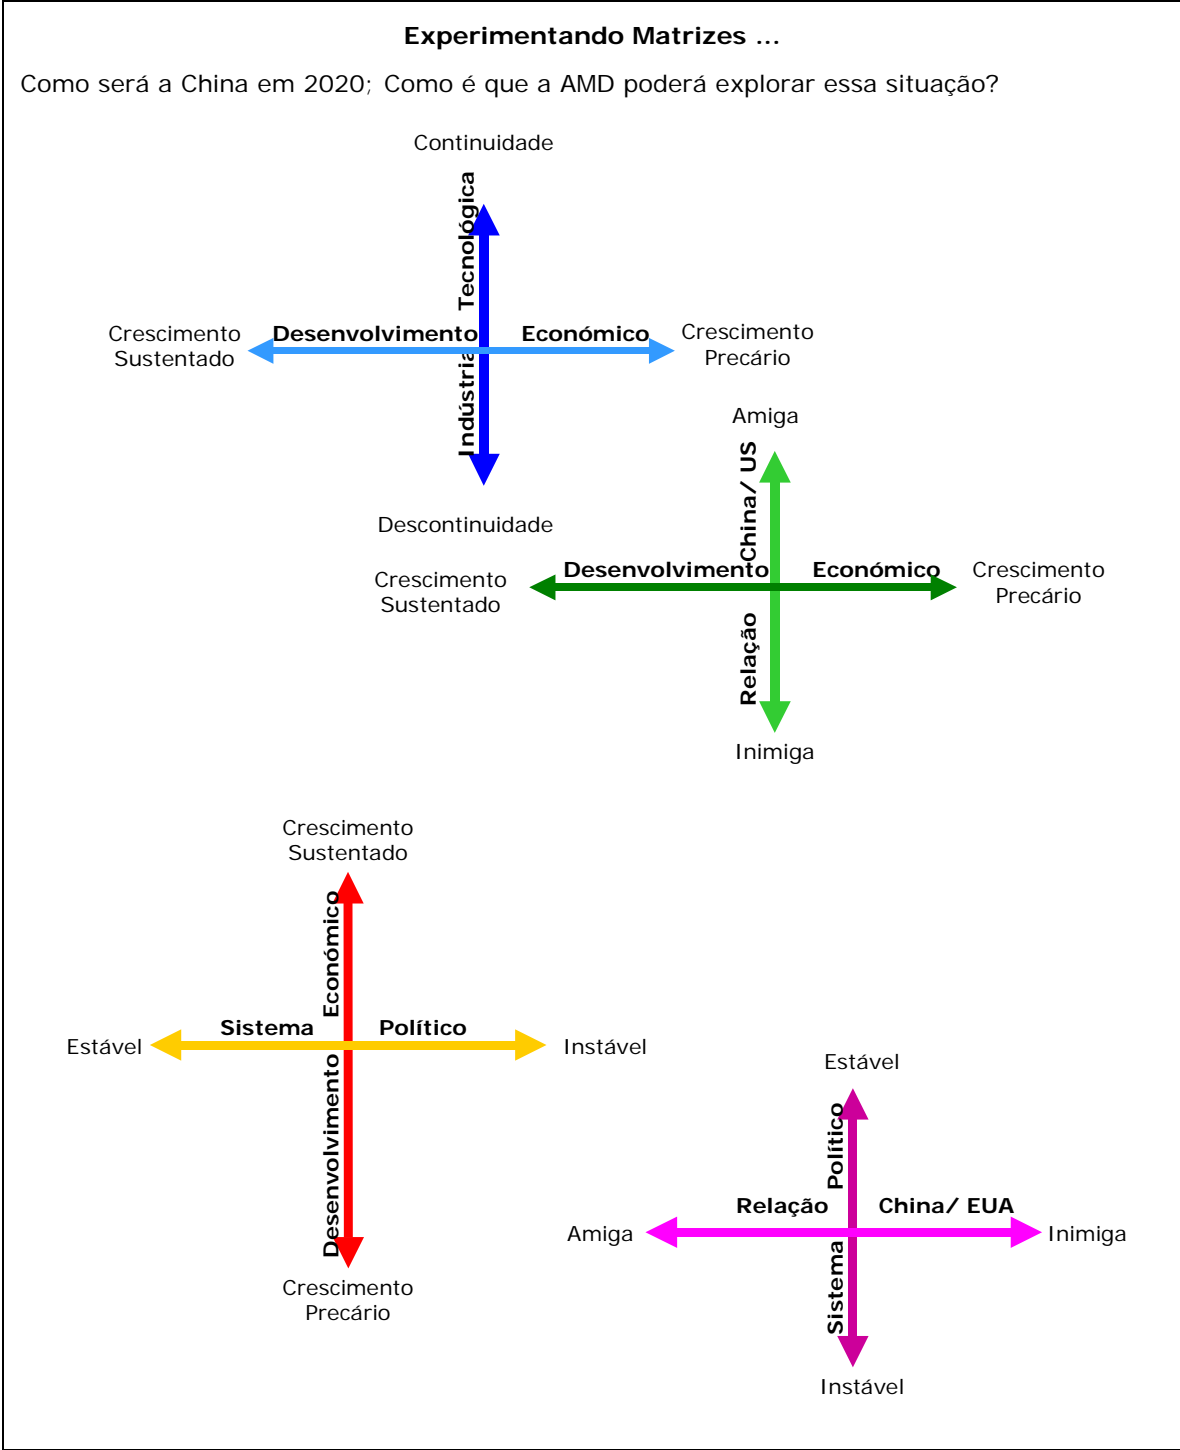 Experimentando Matrizes ...
Como será a China em 2020; Como é que a AMD poderá explorar essa situação?
Continuidade
Indústria Tecnológica
Crescimento
Sustentado
Desenvolvimento Económico
Crescimento
Precário
Descontinuidade
Amiga
Relação China/ US
Crescimento
Sustentado
Desenvolvimento Económico
Crescimento
Precário
Inimiga
Crescimento
Sustentado
Desenvolvimento Económico
Estável
Sistema Político
Instável
Crescimento
Precário
Estável
Sistema Político
Amiga
Relação China/ EUA
Inimiga
Instável